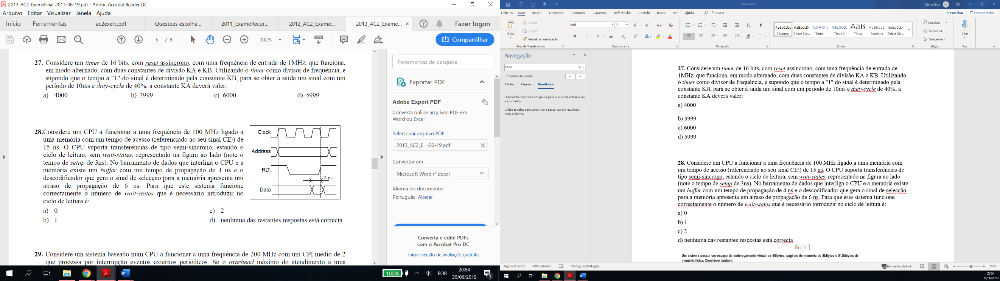 2013_AC2_ExameFinal_2013-06-19.pdf - Adobe Acrobat Reader DC
Arquivo Editar Visualizar Janela Ajuda
Início Ferramentas ac2exerc.pdf Questoes escolha... 2011_ExameRecur... 2012_AC2_Exame... 2013_AC2_Exame... × Fazer logon
5 / 8 102% Compartilhar
27. Considere um timer de 16 bits, com reset assíncrono, com uma frequência de entrada de 1MHz, que funciona,
em modo alternado, com duas constantes de divisão KA e KB. Utilizando o timer como divisor de frequência, e
supondo que o tempo a "1" do sinal é determinado pela constante KB, para se obter à saída um sinal com um
período de 10ms e duty-cycle de 40%, a constante KA deverá valer:
a) 4000 b) 3999 c) 6000 d) 5999
28.Considere um CPU a funcionar a uma frequência de 100 MHz ligado a
uma memória com um tempo de acesso (referenciado ao seu sinal CE\) de
15 ns. O CPU suporta transferências de tipo semi-síncrono, estando o
ciclo de leitura, sem wait-states, representado na figura ao lado (note o
tempo de setup de 3ns). No barramento de dados que interliga o CPU e a
memória existe um buffer com um tempo de propagação de 4 ns e o
descodificador que gera o sinal de selecção para a memória apresenta um
atraso de propagação de 6 ns. Para que este sistema funcione
correctamente o número de wait-states que é necessário introduzir no
ciclo de leitura é:
a) 0 c) 2
b) 1 d) nenhuma das restantes respostas está correcta
Clock
Address
RD\
3 ns
Data
29. Considere um sistema baseado num CPU a funcionar a uma frequência de 200 MHz com um CPI médio de 2
que processa por interrupção eventos externos periódicos. Se o overhead máximo do atendimento a uma
Ferramentas de pesquisa
Exportar PDF
Adobe Export PDF
Converta online arquivos PDF em
Word ou Excel
Selecionar arquivo PDF
2013_AC2_E...-06-19.pdf
Converter em
Microsoft Word (*.docx)
Idioma do documento:
Português Alterar
Converta e edite PDFs
com o Acrobat Pro DC
Iniciar versão de avaliação gratuita
100% POR 20:54
30/06/2019 1
testes.docx Diana Silva DS
Ficheiro Base Inserir Desenhar Estrutura Esquema Referências Correio Rever Ver Ajuda Procurar Partilhar Comentários
Colar Cortar
Copiar
Pincel de Formatação
Área de Transferência
Arial 11
N I S ab x₂ x² A A
Tipo de Letra
Parágrafo
AaBbCcDc AaBbCcDc AaBbCc AaBbCcE AaB AaBbCcD AaBbCcDi
¶ Normal ¶ Sem Esp... Título 1 Título 2 Título Subtítulo Ênfase Dis...
Estilos
Localizar
Substituir
Selecionar
Edição
Ditar
Voz
Navegação
DMA
Pesquisa em pausa
Títulos Páginas Resultados
O Word foi colocado em pausa para que possa editar o seu
documento.
Utilize as setas para continuar e passar para o resultado
mais próximo.
27. Considere um timer de 16 bits, com reset assíncrono, com uma frequência de entrada de
1MHz, que funciona, em modo alternado, com duas constantes de divisão KA e KB. Utilizando
o timer como divisor de frequência, e supondo que o tempo a "1" do sinal é determinado pela
constante KB, para se obter à saída um sinal com um período de 10ms e duty-cycle de 40%, a
constante KA deverá valer:
a) 4000
b) 3999
c) 6000
d) 5999
28. Considere um CPU a funcionar a uma frequência de 100 MHz ligado a uma memória com
um tempo de acesso (referenciado ao seu sinal CE\) de 15 ns. O CPU suporta transferências de
tipo semi-síncrono, estando o ciclo de leitura, sem wait-states, representado na figura ao lado
(note o tempo de setup de 3ns). No barramento de dados que interliga o CPU e a memória existe
um buffer com um tempo de propagação de 4 ns e o descodificador que gera o sinal de selecção
para a memória apresenta um atraso de propagação de 6 ns. Para que este sistema funcione
correctamente o número de wait-states que é necessário introduzir no ciclo de leitura é:
a) 0
b) 1
c) 2
d) nenhuma das restantes respostas está correcta
(Ctrl)
Um sistema possui um espaço de endereçamento virtual de 4Gbytes, páginas de memória de 8kBytes e 512Mbytes de
memória física. Considere tambem:
Página 12 de 13 4005 palavras Português (Portugal) Definições de Ecrã 156%
20:54
30/06/2019